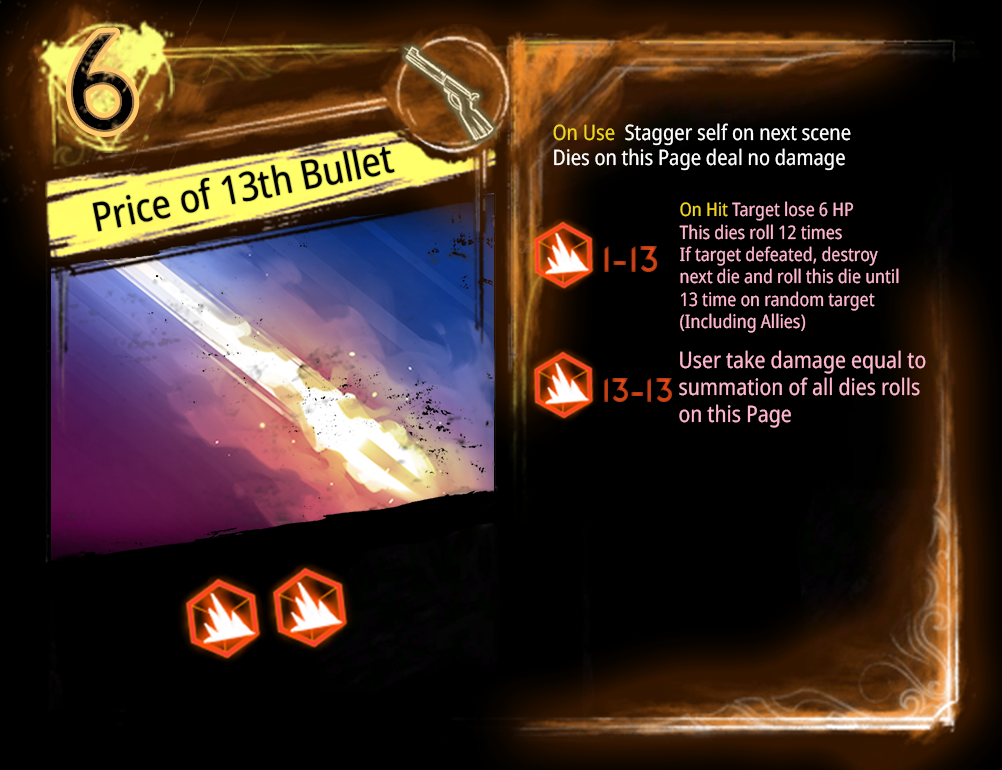 6
Price of 13th Bullet
On Use Stagger self on next scene
Dies on this Page deal no damage
1-13
On Hit Target lose 6 HP
This dies roll 12 times
If target defeated, destroy
next die and roll this die until
13 time on random target
(Including Allies)
13-13
User take damage equal to
summation of all dies rolls
on this Page